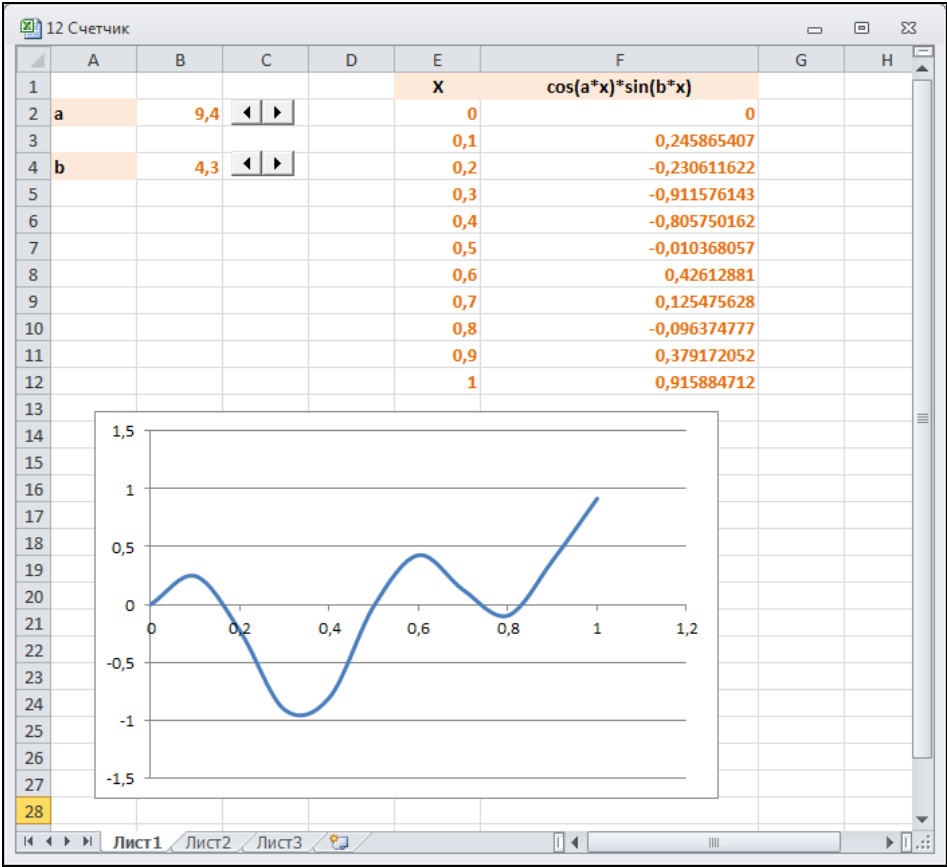 12 Счетчик
A B C D E F G H
1 X cos(a*x)*sin(b*x)
2 a 9,4 0 0
3 0,1 0,245865407
4 b 4,3 0,2 -0,230611622
5 0,3 -0,911576143
6 0,4 -0,805750162
7 0,5 -0,010368057
8 0,6 0,42612881
9 0,7 0,125475628
10 0,8 -0,096374777
11 0,9 0,379172052
12 1 0,915884712
13
14 1,5
15
16 1
17
18 0,5
19
20 0
21 0 0,2 0,4 0,6 0,8 1 1,2
22
23 -0,5
24
25 -1
26
27 -1,5
28
Лист1 Лист2 Лист3